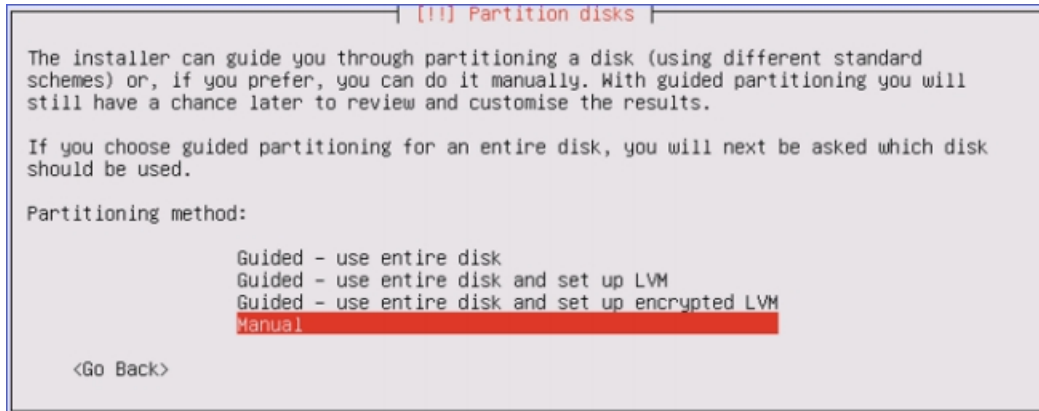 [!!] Partition disks
The installer can guide you through partitioning a disk (using different standard
schemes) or, if you prefer, you can do it manually. With guided partitioning you will
still have a chance later to review and customise the results.
If you choose guided partitioning for an entire disk, you will next be asked which disk
should be used.
Partitioning method:
Guided - use entire disk
Guided - use entire disk and set up LVM
Guided - use entire disk and set up encrypted LVM
Manual
<Go Back>